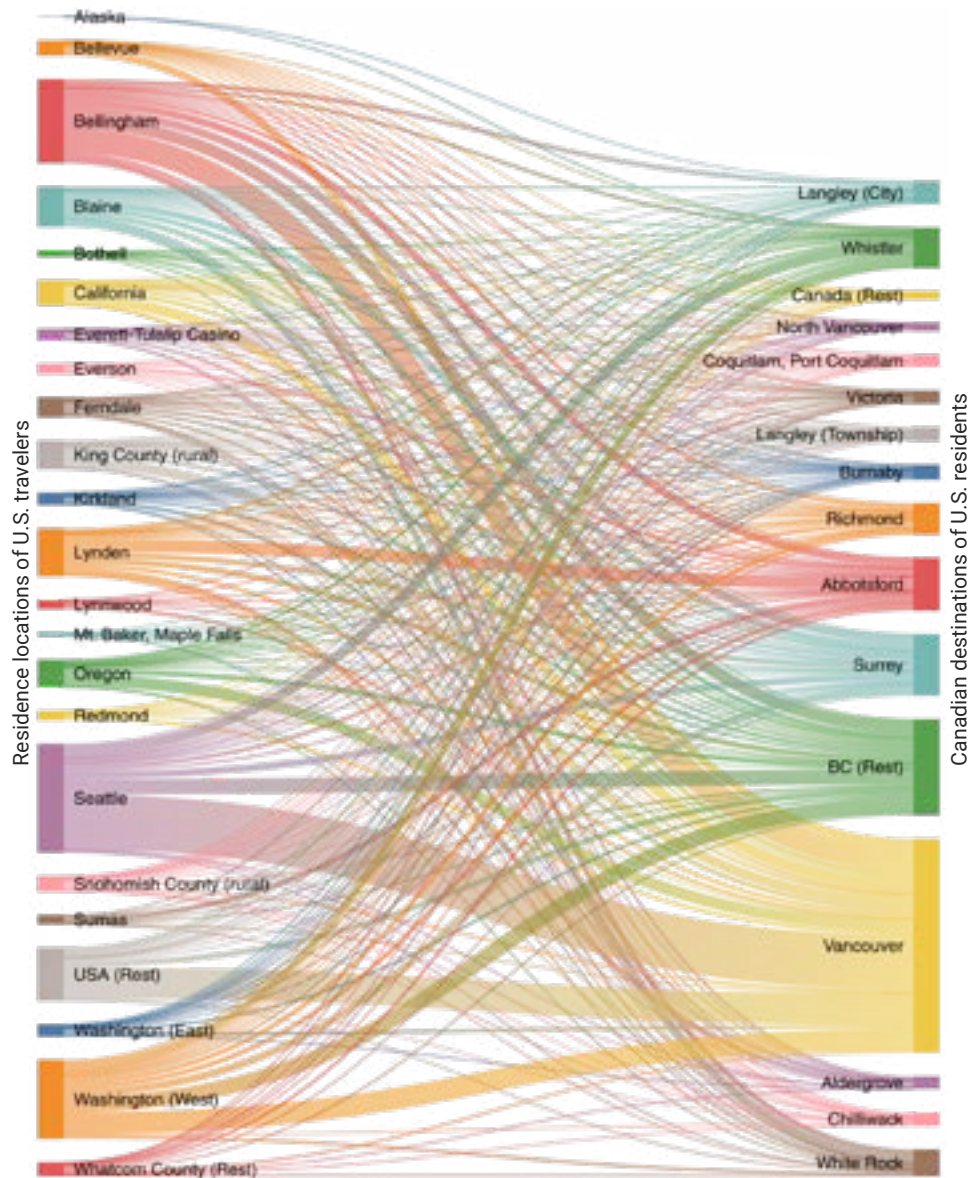 Residence locations of U.S. travelers
Alaska
Bellevue
Bellingham
Blaine
Bothell
California
Everett-Tulalip Casino
Everson
Ferndale
King County (rural)
Kirkland
Lynden
Lynnwood
Mt. Baker, Maple Falls
Oregon
Redmond
Seattle
Snohomish County (rural)
Sumas
USA (Rest)
Washington (East)
Washington (West)
Whatcom County (Rest)
Langley (City)
Whistler
Canada (Rest)
North Vancouver
Coquitlam, Port Coquitlam
Victoria
Langley (Township)
Burnaby
Richmond
Abbotsford
Surrey
BC (Rest)
Vancouver
Aldergrove
Chilliwack
White Rock
Canadian destinations of U.S. residents